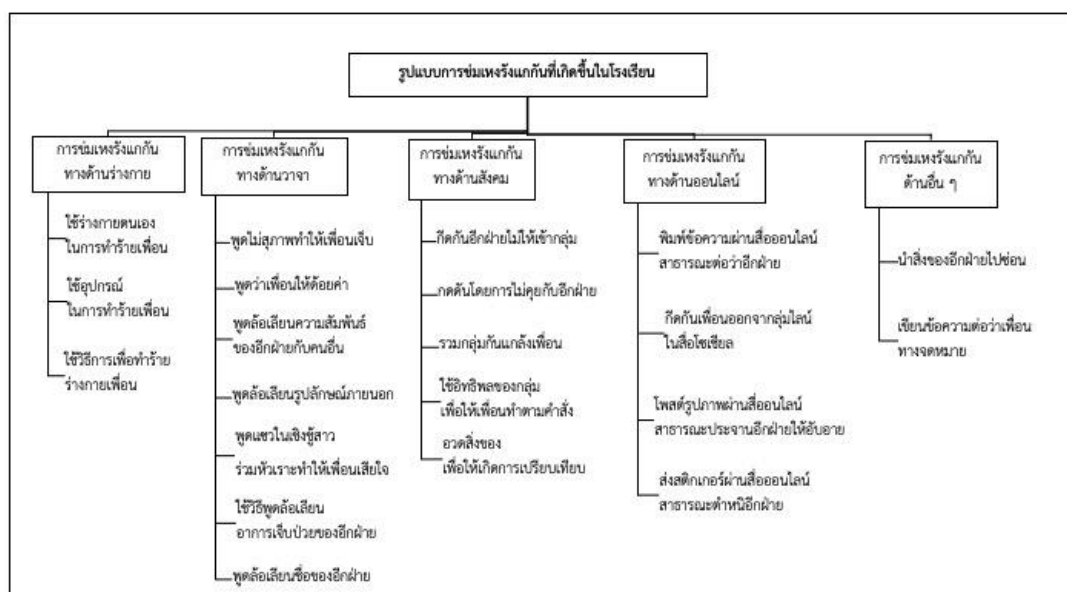 รูปแบบการข่มเหงรังแกกันที่เกิดขึ้นในโรงเรียน
การข่มเหงรังแกกัน
ทางด้านร่างกาย
ใช้ร่างกายตนเอง
ในการทำร้ายเพื่อน
ใช้อุปกรณ์
ในการทำร้ายเพื่อน
ใช้วิธีการเพื่อทำร้าย
ร่างกายเพื่อน
การข่มเหงรังแกกัน
ทางด้านวาจา
พูดไม่สุภาพทำให้เพื่อนเจ็บ
พูดว่าเพื่อนให้ด้อยค่า
พูดล้อเลียนความสัมพันธ์
ของอีกฝ่ายกับคนอื่น
พูดล้อเลียนรูปลักษณ์ภายนอก
พูดแซวในเชิงชู้สาว
ร่วมหัวเราะทำให้เพื่อนเสียใจ
ใช้วิธีพูดล้อเลียน
อาการเจ็บป่วยของอีกฝ่าย
พูดล้อเลียนชื่อของอีกฝ่าย
การข่มเหงรังแกกัน
ทางด้านสังคม
กีดกันอีกฝ่ายไม่ให้เข้ากลุ่ม
กดดันโดยการไม่คุยกับอีกฝ่าย
รวมกลุ่มกันแกล้งเพื่อน
ใช้อิทธิพลของกลุ่ม
เพื่อให้เพื่อนทำตามคำสั่ง
อวดสิ่งของ
เพื่อให้เกิดการเปรียบเทียบ
การข่มเหงรังแกกัน
ทางด้านออนไลน์
พิมพ์ข้อความผ่านสื่อออนไลน์
สาธารณะต่อว่าอีกฝ่าย
กีดกันเพื่อนออกจากกลุ่มไลน์
ในสื่อโซเชียล
โพสต์รูปภาพผ่านสื่ออนไลน์
สาธารณะประจานอีกฝ่ายให้อับอาย
ส่งสติกเกอร์ผ่านสื่อออนไลน์
สาธารณะตำหนิอีกฝ่าย
การข่มเหงรังแกกัน
ด้านอื่น ๆ
นำสิ่งของอีกฝ่ายไปซ่อน
เขียนข้อความต่อว่าเพื่อน
ทางจดหมาย